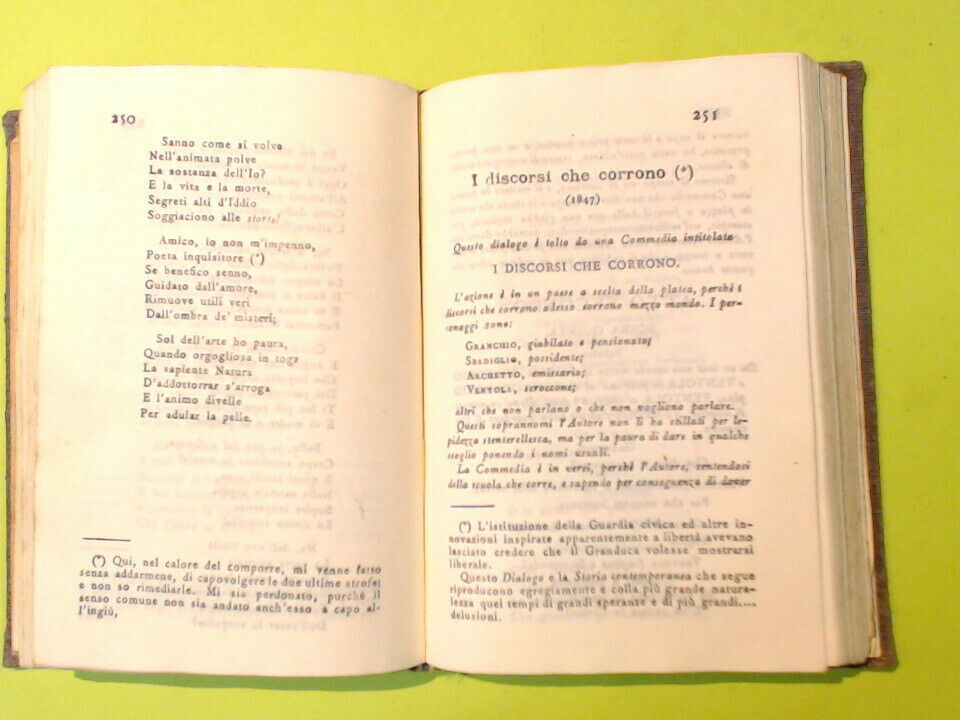 250
Sanno come si volve
Nell'animata polve
La sostanza dell'Io?
E la vita e la morte,
Segreti alti d'Iddio
Soggiaciono alle storte?
Amico, io non m'impenno,
Poeta inquisitore (*)
Se benefico senno,
Guidato dall'amore,
Rimuove utili veri
Dall'ombra de' misteri;
Sol dell'arte ho paura,
Quando orgogliosa in toga
La sapiente Natura
D'addottorar s'arroga
E l'animo divelle
Per adular la pelle.
(*) Qui, nel calore del comporre, mi venne fatto
senza addarmene, di capovolgere le due ultime strofe,
e non so rimediarle. Mi sia perdonato, purchè il
senso comune non sia andato anch'esso a capo al-
l'ingiù,
251
I discorsi che corrono (*)
(1847)
Questo dialogo è tolto da una Commedia intitolata
I DISCORSI CHE CORRONO.
L'azione è in un paese a scelta della platea, perchè i
discorsi che corrono adesso corrono mezzo mondo. I per-
sonaggi sono:
GRANCHIO, giubilato e pensionato;
SBADIGLIO, possidente;
ARCHETTO, emissario;
VENTOLA, scroccone;
altri che non parlano o che non vogliono parlare.
Questi soprannomi l'Autore non li ha stillati per le-
pidezza stenterellesca, ma per la paura di dare in qualche
scoglio ponendo i nomi usuali.
La Commedia è in versi, perchè l'Autore, sentendosi
della scuola che corre, e sapendo per conseguenza di dover
(*) L'istituzione della Guardia civica ed altre in-
novazioni inspirate apparentemente a libertà avevano
lasciato credere che il Granduca volesse mostrarsi
liberale.
Questo Dialogo e la Storia contemporanea che segue
riproducono egregiamente e colla più grande natura-
lezza quei tempi di grandi speranze e di più grandi....
delusioni.